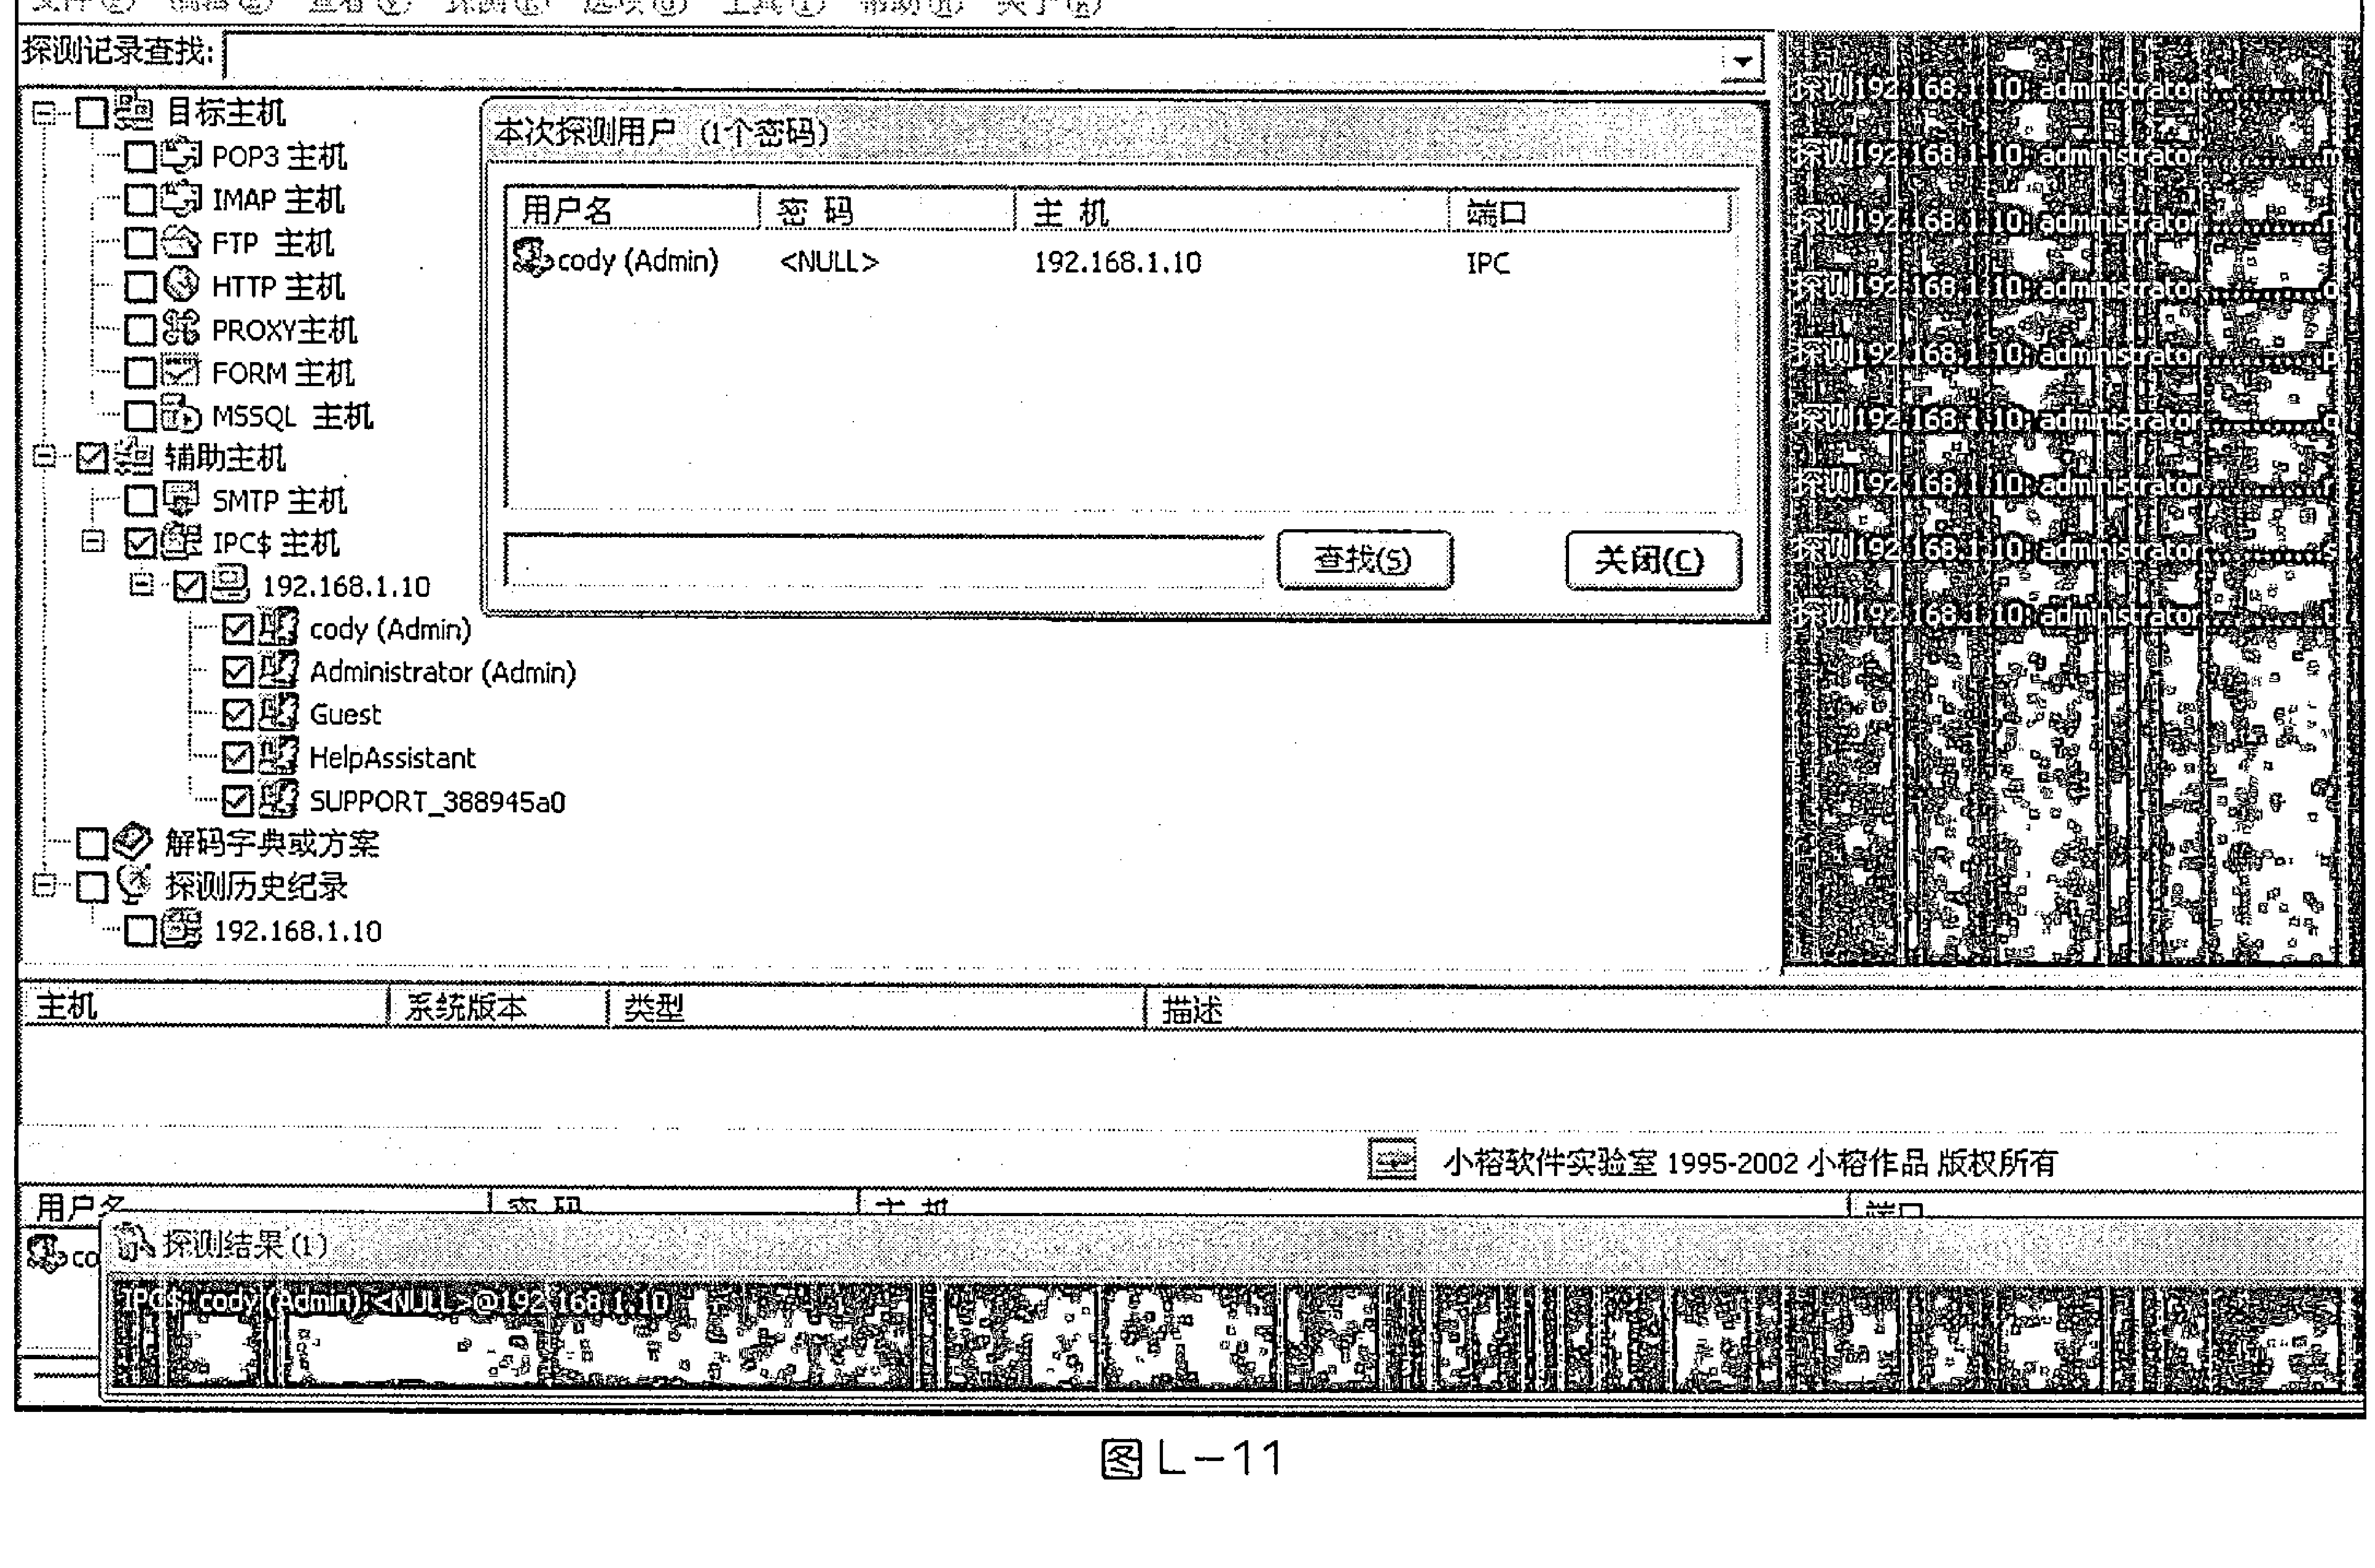 探测记录查找:
目标主机
POP3 主机
IMAP 主机
FTP 主机
HTTP 主机
PROXY主机
FORM 主机
MSSQL 主机
辅助主机
SMTP 主机
IPC$ 主机
192.168.1.10
cody (Admin)
Administrator (Admin)
Guest
HelpAssistant
SUPPORT_388945a0
解码字典或方案
探测历史纪录
192.168.1.10
本次探测用户 (1个密码)
用户名 密 码 主 机 端口
cody (Admin) <NULL> 192.168.1.10 IPC
查找(S) 关闭(C)
探测192.168.1.10: administrator
探测192.168.1.10: administrator
探测192.168.1.10: administrator
探测192.168.1.10: administrator
探测192.168.1.10: administrator
探测192.168.1.10: administrator
探测192.168.1.10: administrator
探测192.168.1.10: administrator
探测192.168.1.10: administrator
主机 系统版本 类型 描述
小榕软件实验室 1995-2002 小榕作品 版权所有
用户名 密 码 主 机 端口
co
探测结果(1)
IPC$: cody (Admin):<NULL>@192.168.1.10
图L-11